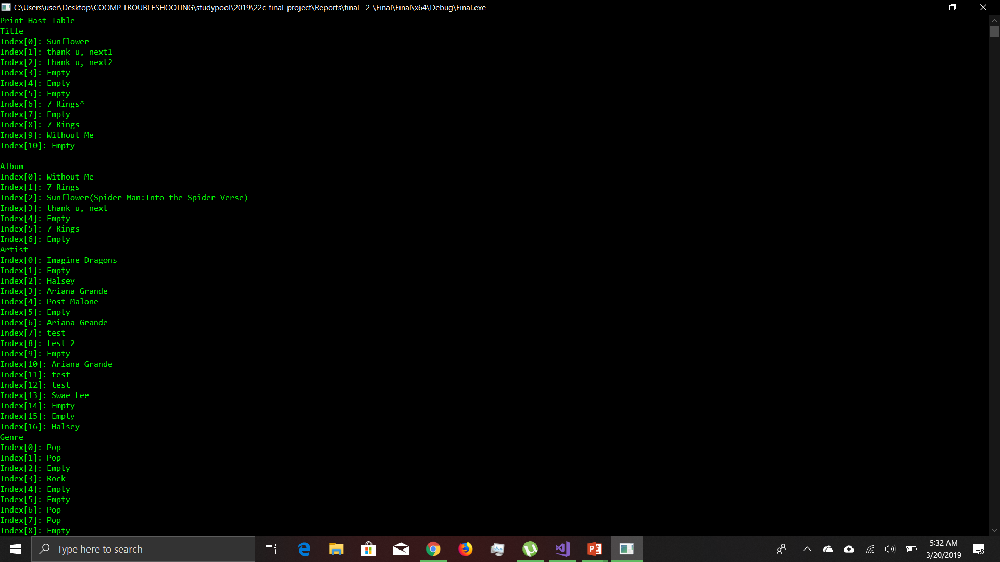 C:\Users\user\Desktop\COOMP TROUBLESHOOTING\studypool\2019\22c_final_project\Reports\final__2_\Final\Final\x64\Debug\Final.exe
Print Hast Table
Title
Index[0]: Sunflower
Index[1]: thank u, next1
Index[2]: thank u, next2
Index[3]: Empty
Index[4]: Empty
Index[5]: Empty
Index[6]: 7 Rings*
Index[7]: Empty
Index[8]: 7 Rings
Index[9]: Without Me
Index[10]: Empty
Album
Index[0]: Without Me
Index[1]: 7 Rings
Index[2]: Sunflower(Spider-Man:Into the Spider-Verse)
Index[3]: thank u, next
Index[4]: Empty
Index[5]: 7 Rings
Index[6]: Empty
Artist
Index[0]: Imagine Dragons
Index[1]: Empty
Index[2]: Halsey
Index[3]: Ariana Grande
Index[4]: Post Malone
Index[5]: Empty
Index[6]: Ariana Grande
Index[7]: test
Index[8]: test 2
Index[9]: Empty
Index[10]: Ariana Grande
Index[11]: test
Index[12]: test
Index[13]: Swae Lee
Index[14]: Empty
Index[15]: Empty
Index[16]: Halsey
Genre
Index[0]: Pop
Index[1]: Pop
Index[2]: Empty
Index[3]: Rock
Index[4]: Empty
Index[5]: Empty
Index[6]: Pop
Index[7]: Pop
Index[8]: Empty
Type here to search
5:32 AM
3/20/2019